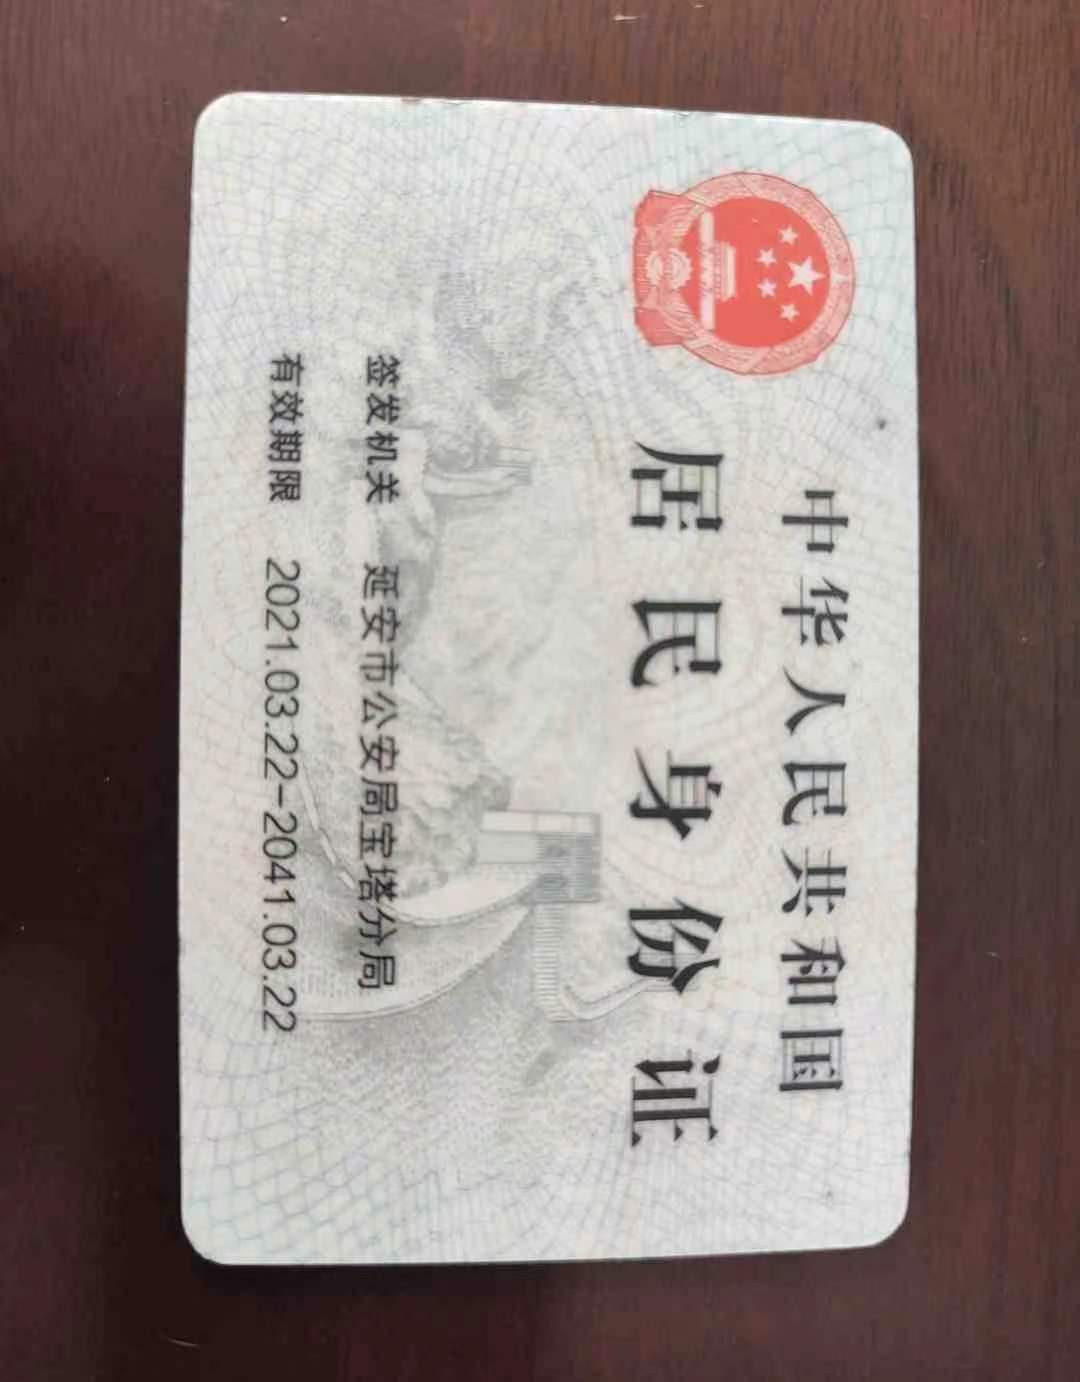 中华人民共和国
居民身份证
签发机关 延安市公安局宝塔分局
有效期限 2021.03.22-2041.03.22